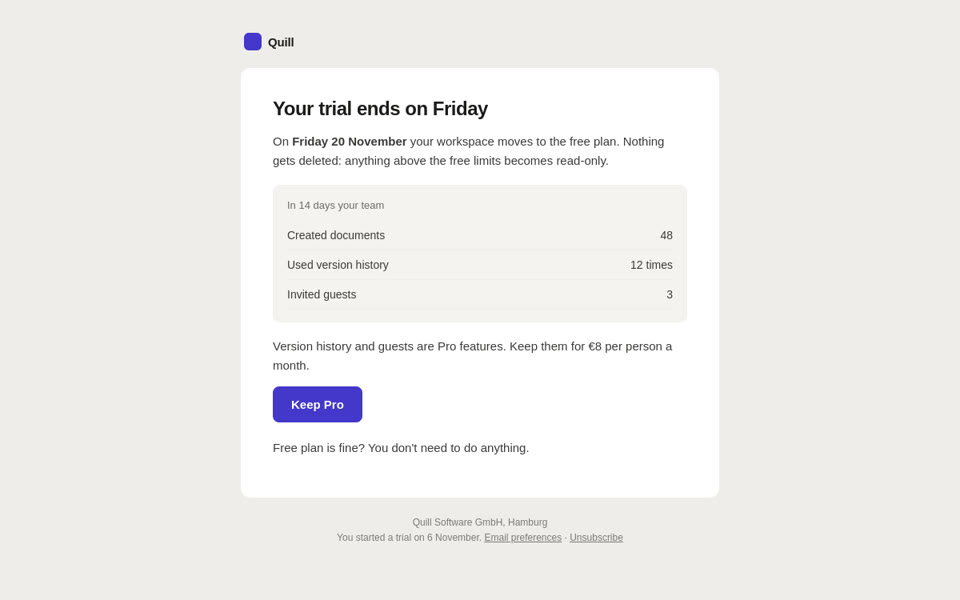 Quill
Your trial ends on Friday
On Friday 20 November your workspace moves to the free plan. Nothing
gets deleted: anything above the free limits becomes read-only.
In 14 days your team
Created documents 48
Used version history 12 times
Invited guests 3
Version history and guests are Pro features. Keep them for €8 per person a
month.
Keep Pro
Free plan is fine? You don't need to do anything.
Quill Software GmbH, Hamburg
You started a trial on 6 November. Email preferences · Unsubscribe